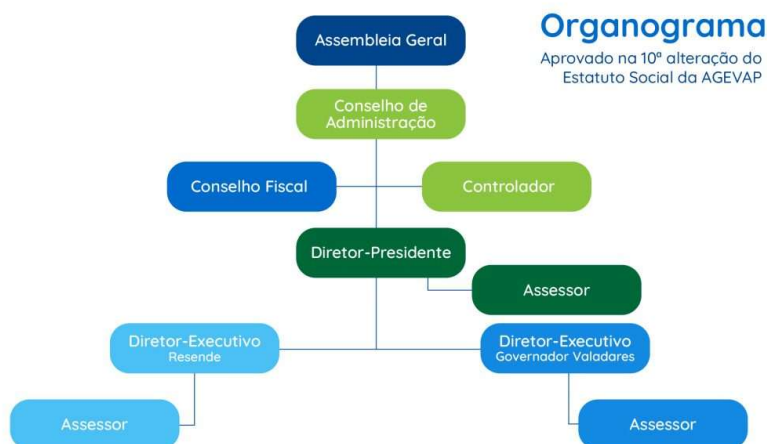 Organograma
Aprovado na 10ª alteração do
Estatuto Social da AGEVAP
Assembleia Geral
Conselho de
Administração
Conselho Fiscal
Controlador
Diretor-Presidente
Assessor
Diretor-Executivo
Resende
Diretor-Executivo
Governador Valadares
Assessor
Assessor